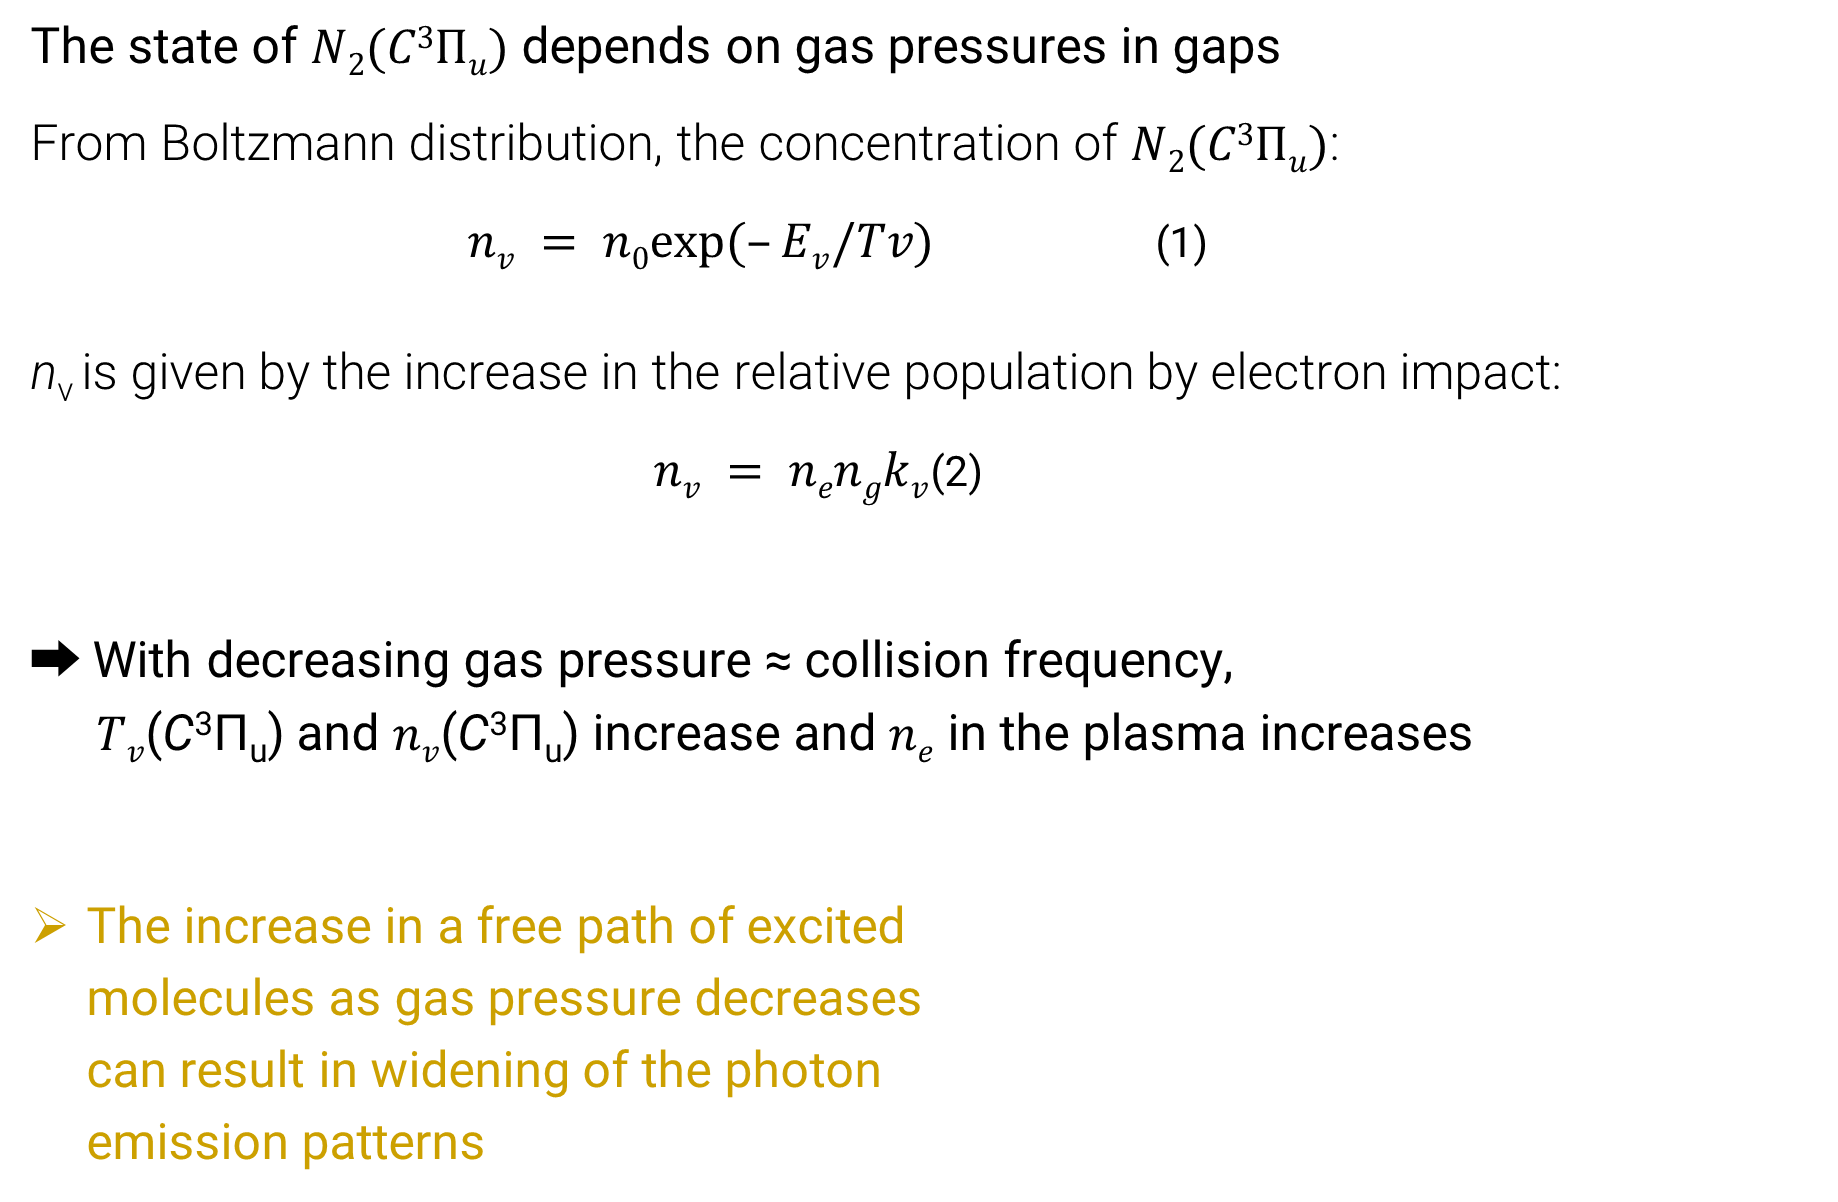 The state of N₂(C³Πᵤ) depends on gas pressures in gaps
From Boltzmann distribution, the concentration of N₂(C³Πᵤ):
nᵥ = n₀exp(– Eᵥ/Tv) (1)
nᵥ is given by the increase in the relative population by electron impact:
nᵥ = nₑn_gkᵥ(2)
➡ With decreasing gas pressure ≈ collision frequency,
Tᵥ(C³Πᵤ) and nᵥ(C³Πᵤ) increase and nₑ in the plasma increases
➢ The increase in a free path of excited
molecules as gas pressure decreases
can result in widening of the photon
emission patterns